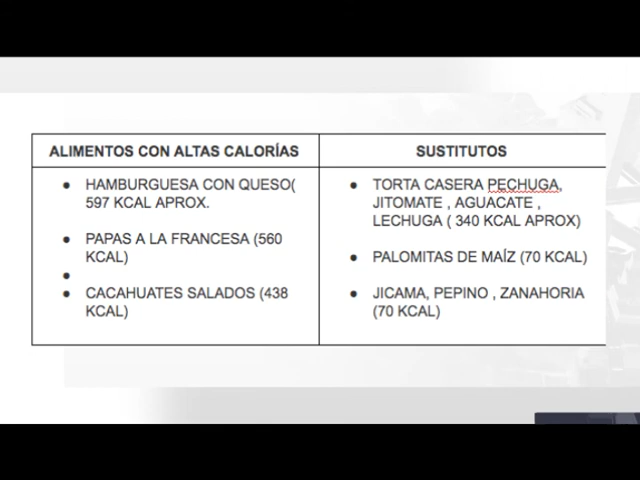 ALIMENTOS CON ALTAS CALORÍAS
● HAMBURGUESA CON QUESO(
597 KCAL APROX.
● PAPAS A LA FRANCESA (560
KCAL)
●
● CACAHUATES SALADOS (438
KCAL)
SUSTITUTOS
● TORTA CASERA PECHUGA,
JITOMATE , AGUACATE ,
LECHUGA ( 340 KCAL APROX)
● PALOMITAS DE MAÍZ (70 KCAL)
● JICAMA, PEPINO , ZANAHORIA
(70 KCAL)